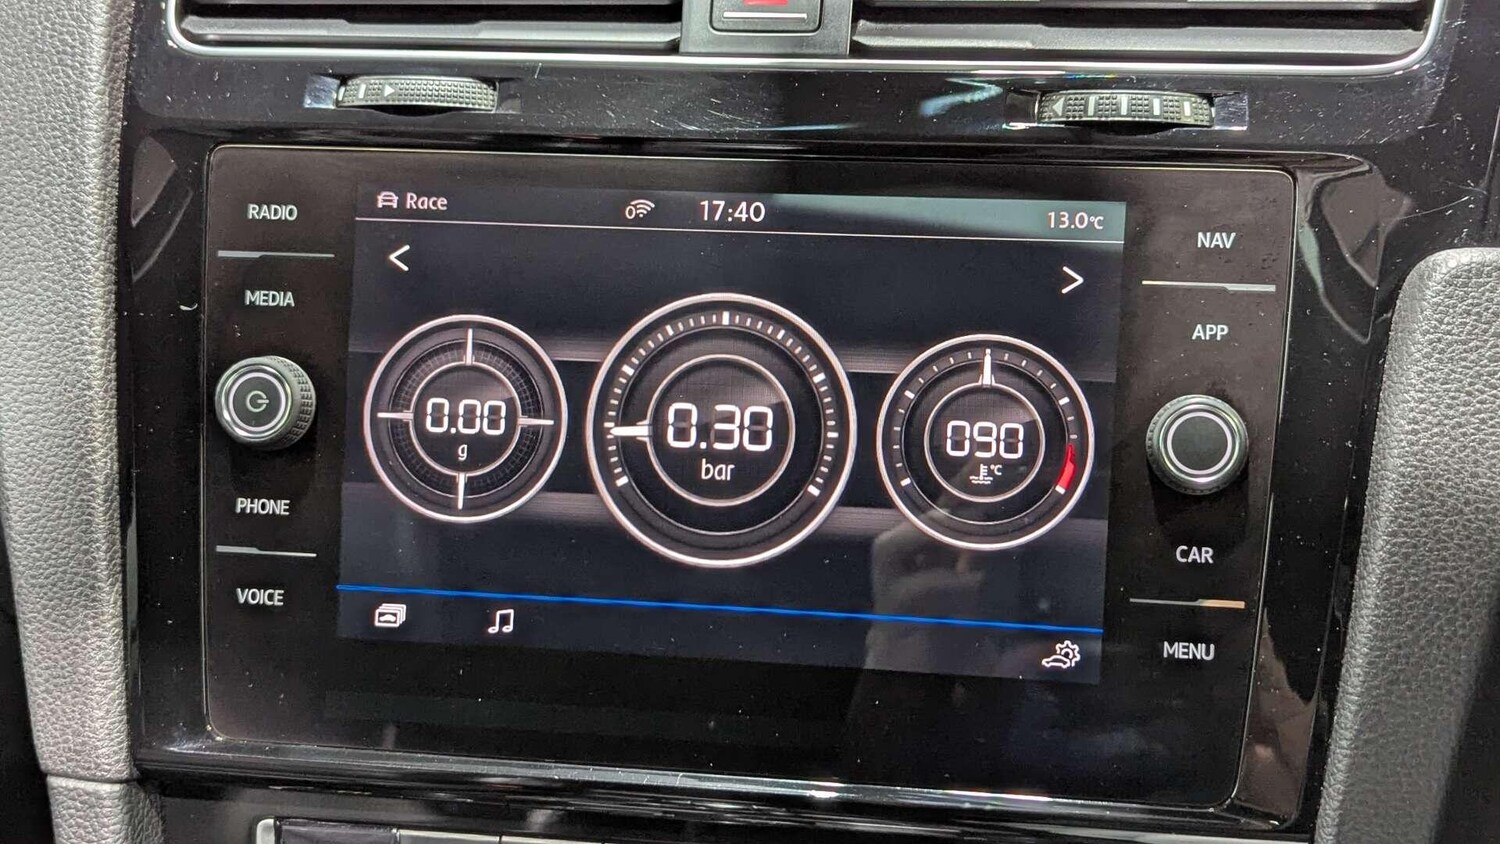 RADIO
MEDIA
PHONE
VOICE
Race
0
17:40
13.0°C
<
>
0.00
g
0.30
bar
090
°C
NAV
APP
CAR
MENU